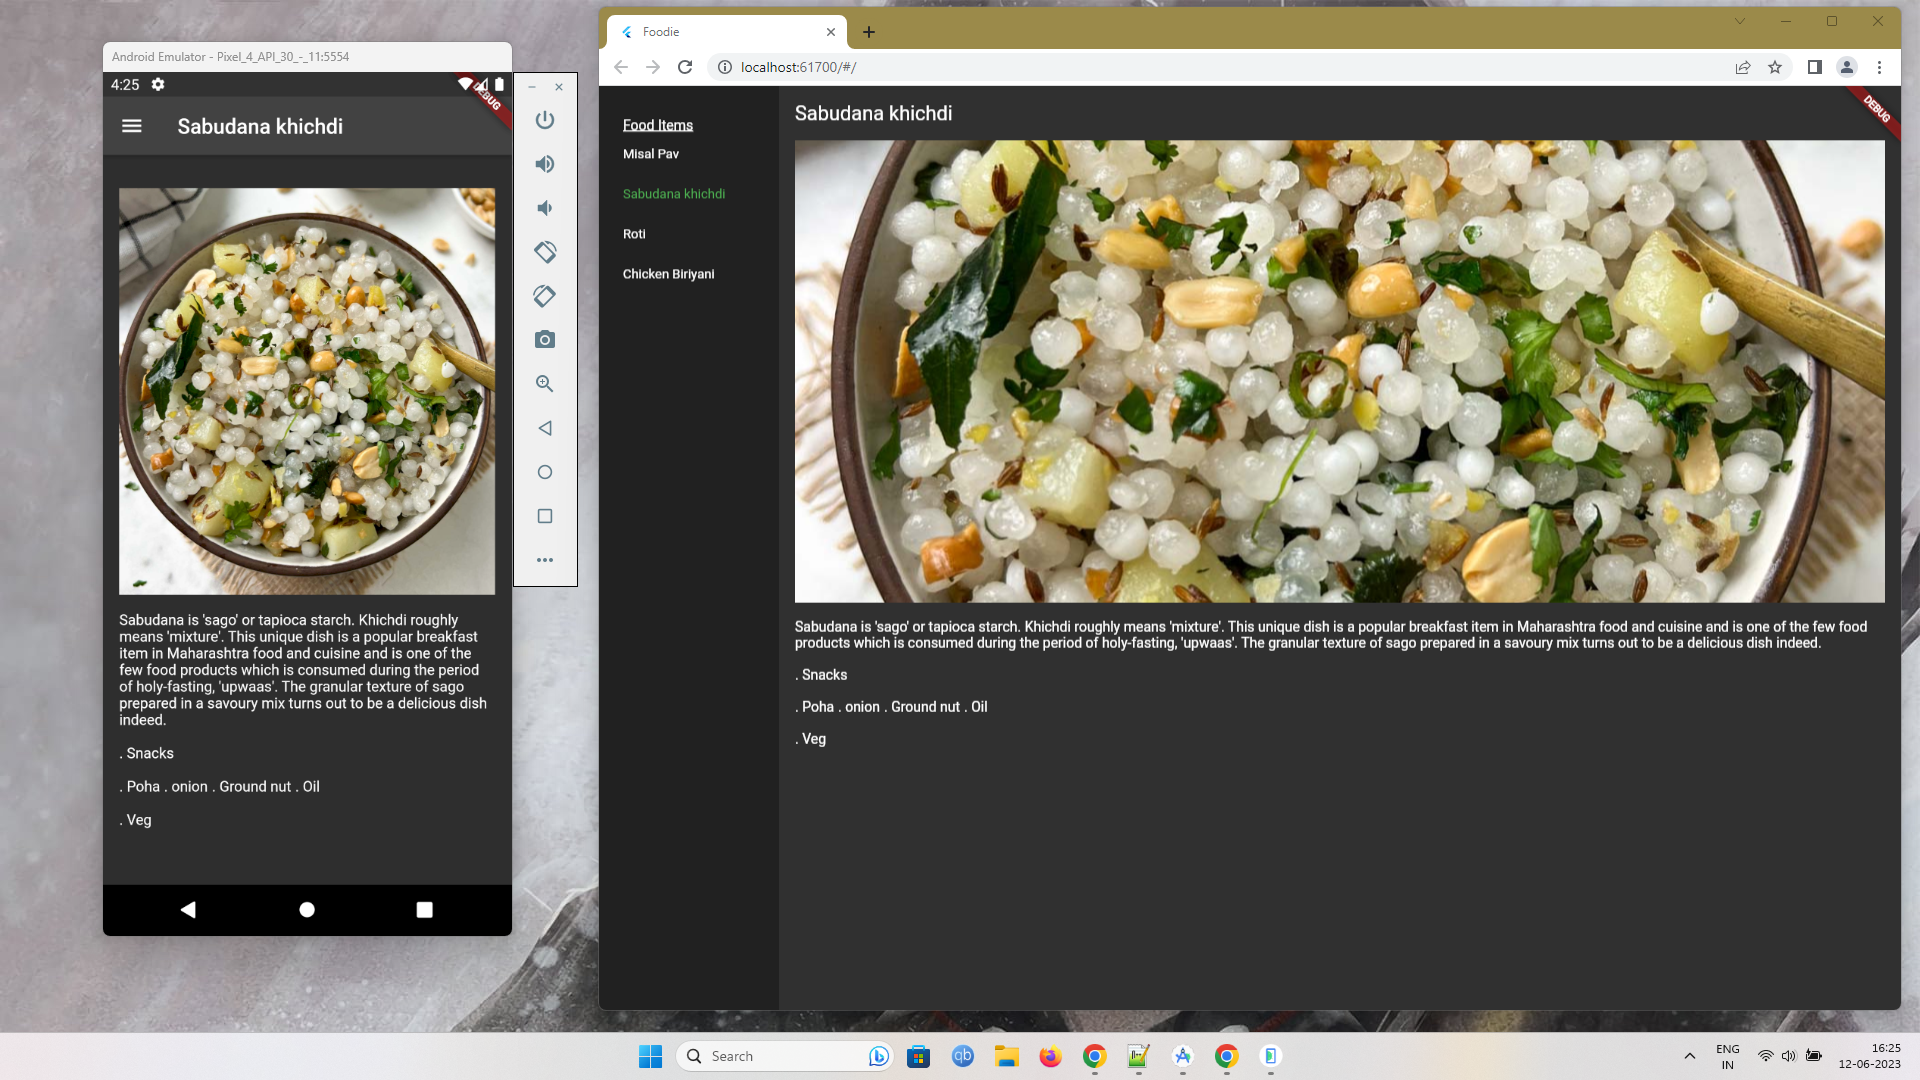 Android Emulator - Pixel_4_API_30_-_11:5554
4:25
DEBUG
Sabudana khichdi
Sabudana is 'sago' or tapioca starch. Khichdi roughly
means 'mixture'. This unique dish is a popular breakfast
item in Maharashtra food and cuisine and is one of the
few food products which is consumed during the period
of holy-fasting, 'upwaas'. The granular texture of sago
prepared in a savoury mix turns out to be a delicious dish
indeed.
. Snacks
. Poha . onion . Ground nut . Oil
. Veg
Foodie
localhost:61700/#/
DEBUG
Food Items
Misal Pav
Sabudana khichdi
Roti
Chicken Biriyani
Sabudana khichdi
Sabudana is 'sago' or tapioca starch. Khichdi roughly means 'mixture'. This unique dish is a popular breakfast item in Maharashtra food and cuisine and is one of the few food
products which is consumed during the period of holy-fasting, 'upwaas'. The granular texture of sago prepared in a savoury mix turns out to be a delicious dish indeed.
. Snacks
. Poha . onion . Ground nut . Oil
. Veg
Search
qb
ENG
IN
16:25
12-06-2023